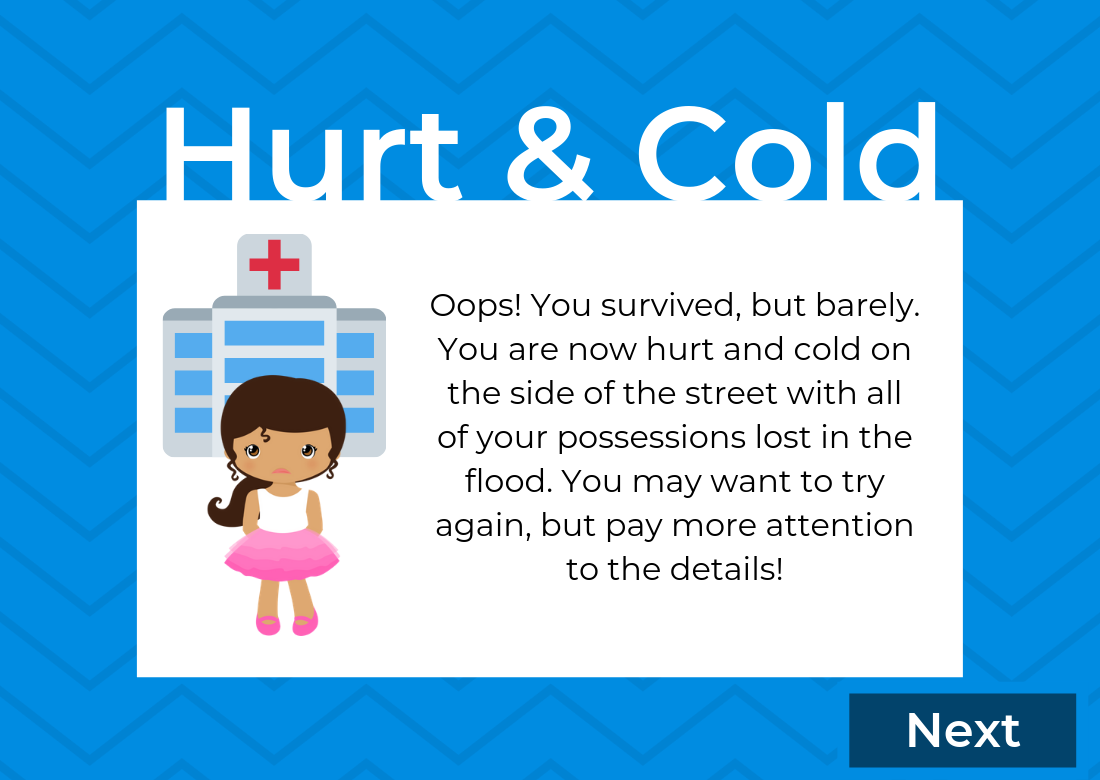 Hurt & Cold
Oops! You survived, but barely.
You are now hurt and cold on
the side of the street with all
of your possessions lost in the
flood. You may want to try
again, but pay more attention
to the details!
Next